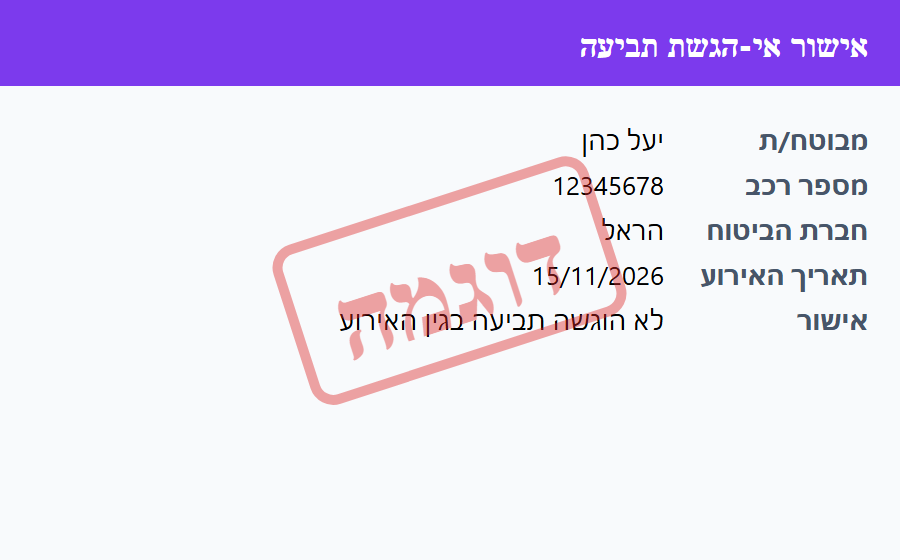 אישור אי-הגשת תביעה
מבוטח/ת יעל כהן
מספר רכב 12345678
חברת הביטוח הראל
תאריך האירוע 15/11/2026
אישור לא הוגשה תביעה בגין האירוע
דוגמה